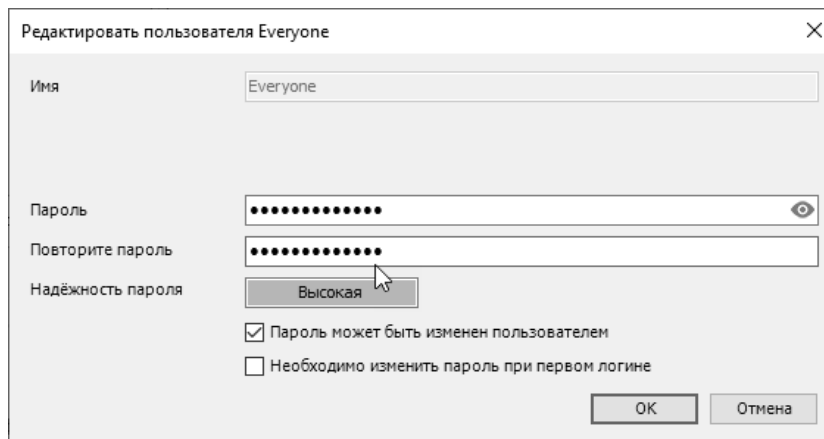 Редактировать пользователя Everyone
Имя
Everyone
Пароль
•••••••••••••
Повторите пароль
•••••••••••••
Надёжность пароля
Высокая
Пароль может быть изменен пользователем
Необходимо изменить пароль при первом логине
OK
Отмена